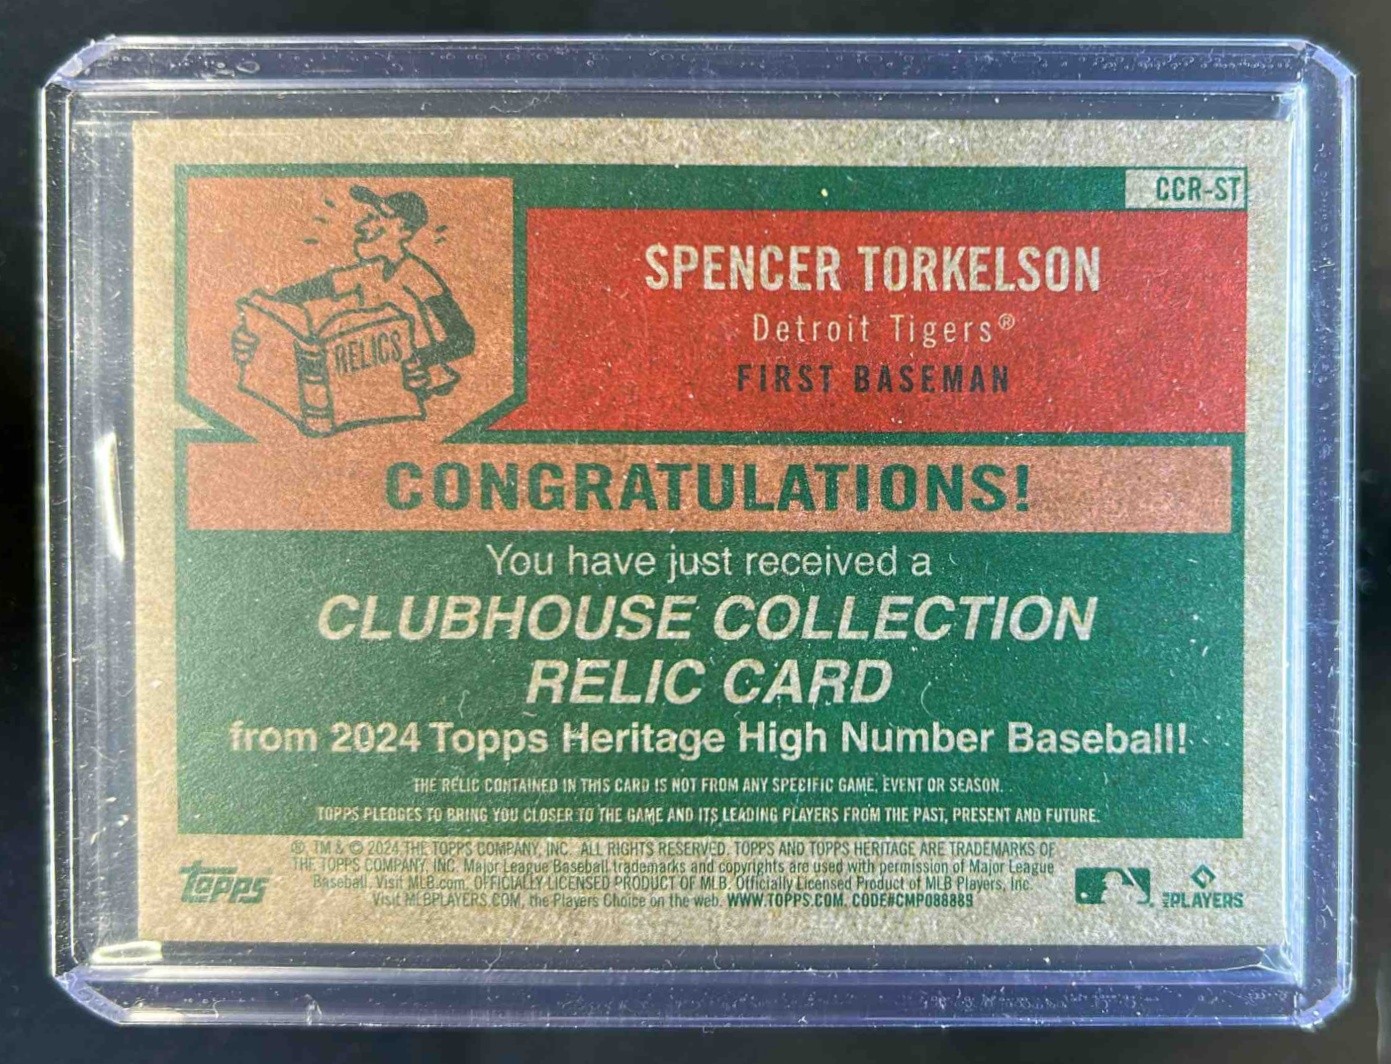 CCR-ST
SPENCER TORKELSON
Detroit Tigers®
FIRST BASEMAN
RELICS
CONGRATULATIONS!
You have just received a
CLUBHOUSE COLLECTION
RELIC CARD
from 2024 Topps Heritage High Number Baseball!
THE RELIC CONTAINED IN THIS CARD IS NOT FROM ANY SPECIFIC GAME, EVENT OR SEASON.
TOPPS PLEDGES TO BRING YOU CLOSER TO THE GAME AND ITS LEADING PLAYERS FROM THE PAST, PRESENT AND FUTURE.
®, TM & © 2024 THE TOPPS COMPANY, INC. ALL RIGHTS RESERVED. TOPPS AND TOPPS HERITAGE ARE TRADEMARKS OF
THE TOPPS COMPANY, INC. Major League Baseball trademarks and copyrights are used with permission of Major League
Baseball. Visit MLB.com. OFFICIALLY LICENSED PRODUCT OF MLB. Officially Licensed Product of MLB Players, Inc.
Visit MLBPLAYERS.COM, the Players Choice on the web. WWW.TOPPS.COM. CODE#CMP088889
topps
MLB PLAYERS